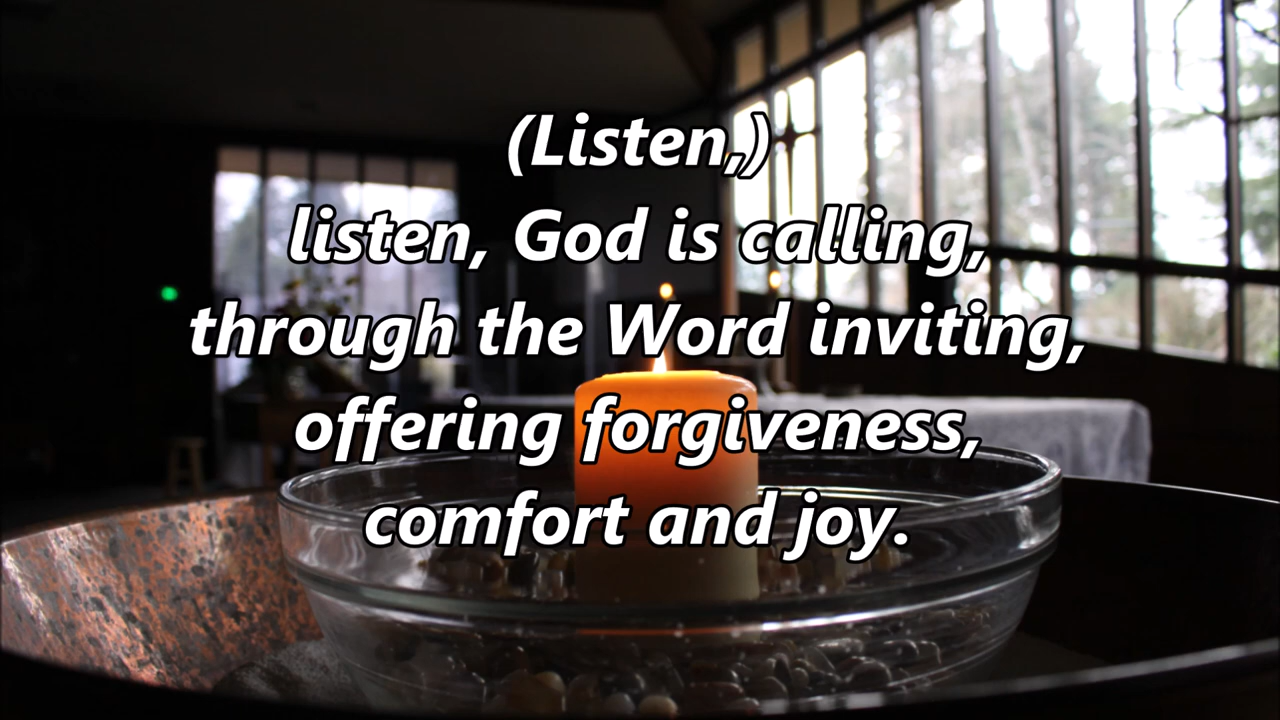 (Listen,)
listen, God is calling,
through the Word inviting,
offering forgiveness,
comfort and joy.